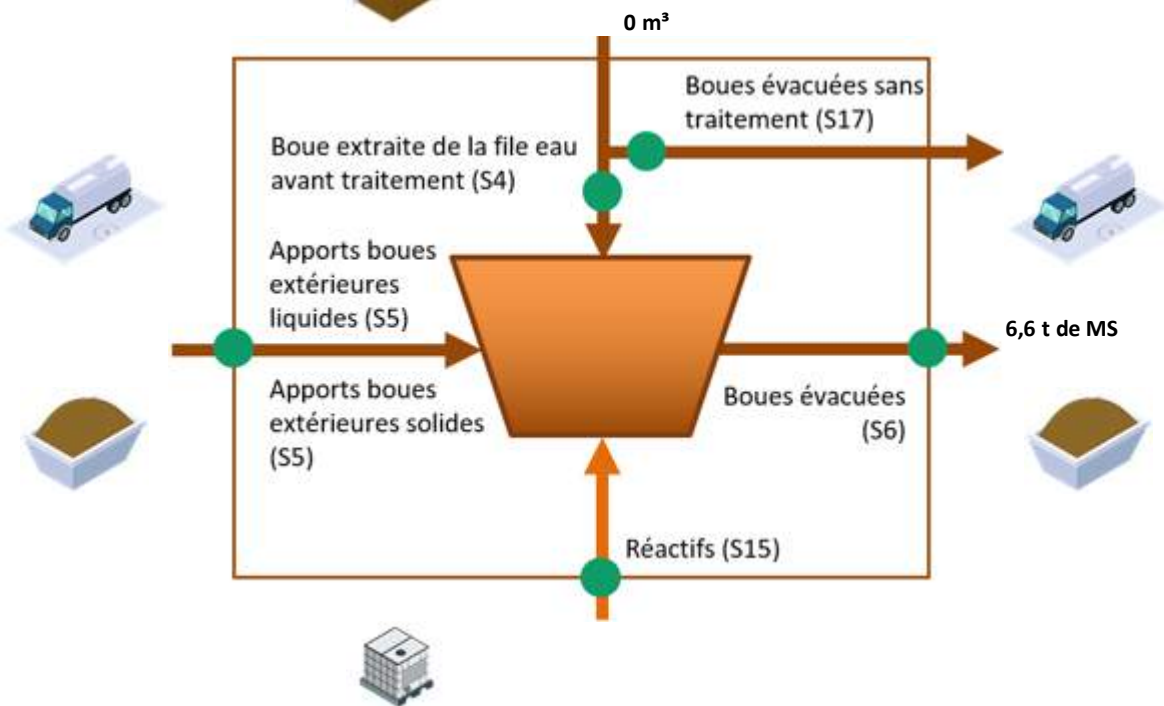 0 m³
Boues évacuées sans
traitement (S17)
Boue extraite de la file eau
avant traitement (S4)
Apports boues
extérieures
liquides (S5)
6,6 t de MS
Apports boues
extérieures solides
(S5)
Boues évacuées
(S6)
Réactifs (S15)